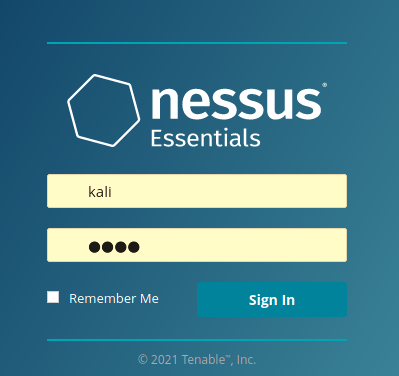 nessus®
Essentials
kali
●●●●
Remember Me
Sign In
© 2021 Tenable™, Inc.